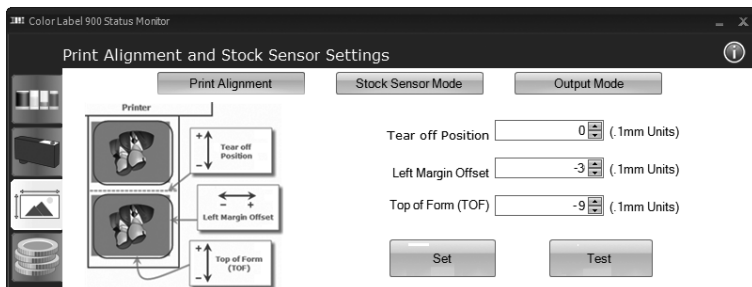 Color Label 900 Status Monitor
Print Alignment and Stock Sensor Settings
Print Alignment
Stock Sensor Mode
Output Mode
Printer
+
Tear off
Position
–
– +
Left Margin Offset
+
Top of Form
(TOF)
–
Tear off Position 0 (.1mm Units)
Left Margin Offset -3 (.1mm Units)
Top of Form (TOF) -9 (.1mm Units)
Set
Test